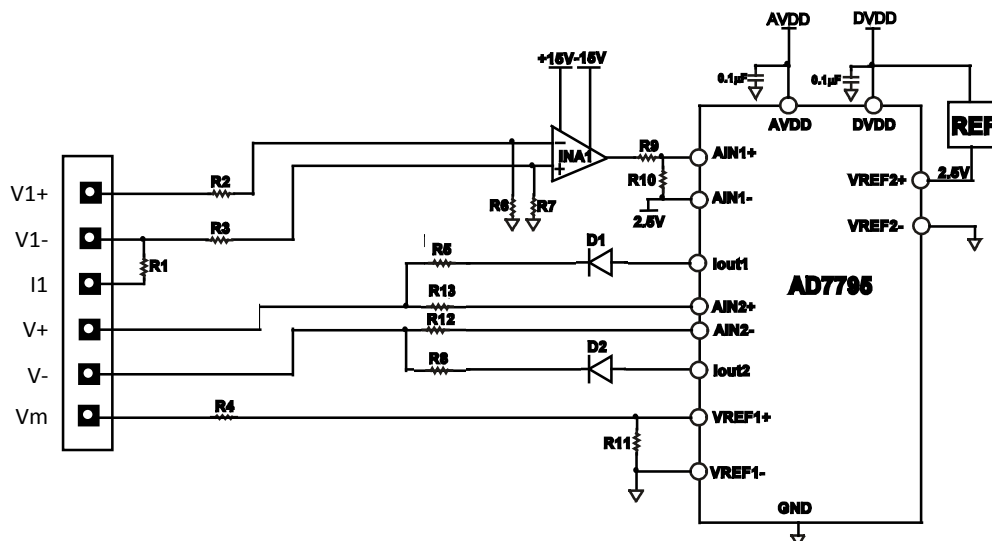 AVDD
DVDD
+15V-15V
0.1µF
0.1µF
REF
AVDD
DVDD
INA1
R9
AIN1+
R10
2.5V
VREF2+
V1+
R2
R6
R7
AIN1-
2.5V
V1-
R3
VREF2-
R1
R5
D1
Iout1
I1
AD7795
R13
AIN2+
V+
R12
AIN2-
R8
D2
Iout2
V-
Vm
R4
VREF1+
R11
VREF1-
GND